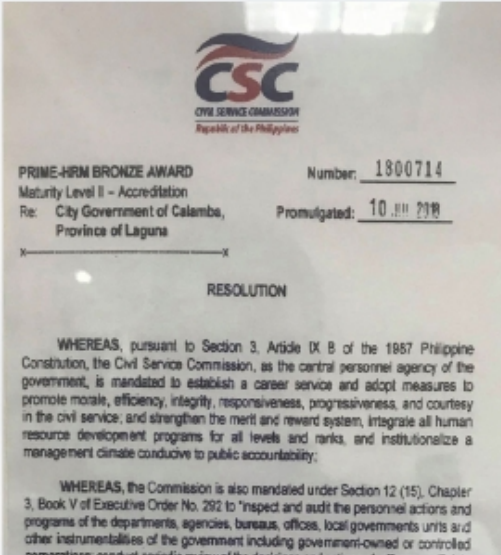 CSC
CIVIL SERVICE COMMISSION
Republic of the Philippines
PRIME-HRM BRONZE AWARD
Maturity Level II – Accreditation
Re: City Government of Calamba,
Province of Laguna
x-----------------------------------------x
Number: 1800714
Promulgated: 10 2018
RESOLUTION
WHEREAS, pursuant to Section 3, Article IX B of the 1987 Philippine
Constitution, the Civil Service Commission, as the central personnel agency of the
government, is mandated to establish a career service and adopt measures to
promote morale, efficiency, integrity, responsiveness, progressiveness, and courtesy
in the civil service; and strengthen the merit and reward system, integrate all human
resource development programs for all levels and ranks, and institutionalize a
management climate conducive to public accountability;
WHEREAS, the Commission is also mandated under Section 12 (15), Chapter
3, Book V of Executive Order No. 292 to "inspect and audit the personnel actions and
programs of the departments, agencies, bureaus, offices, local governments units and
other instrumentalities of the government including government-owned or controlled